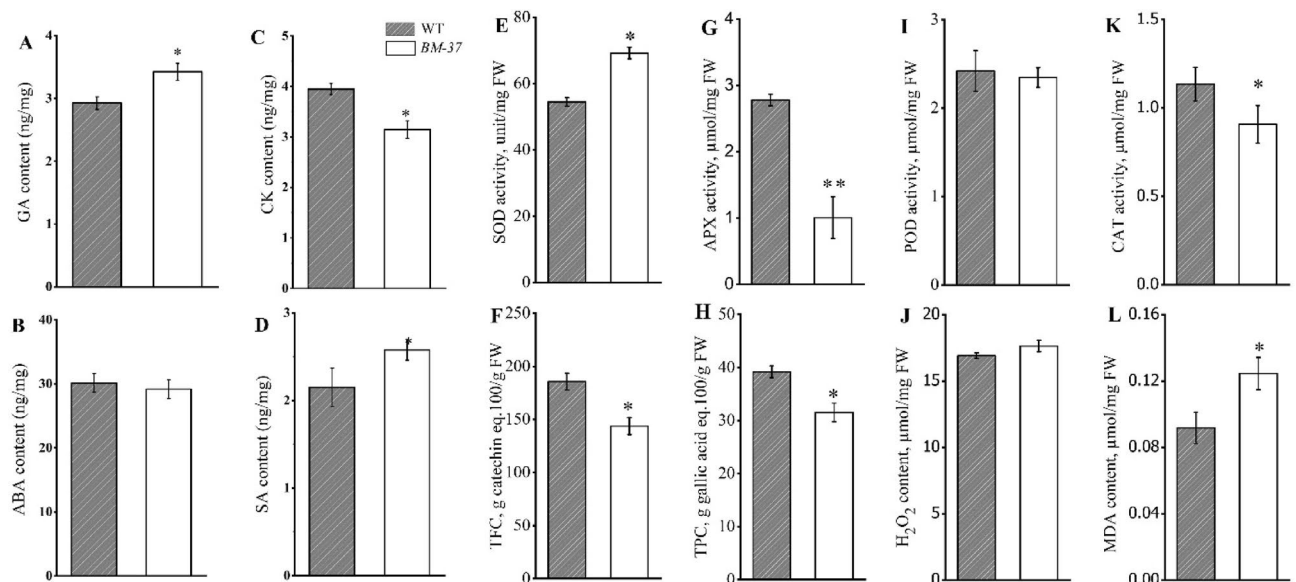 WT
BM-37
A
GA content (ng/mg)
4
3
2
1
0
*
C
CK content (ng/mg)
5
4
3
2
1
0
*
E
SOD activity, unit/mg FW
80
60
40
20
0
*
G
APX activity, μmol/mg FW
4
3
2
1
0
**
I
POD activity, μmol/mg FW
3
2
1
0
K
CAT activity, μmol/mg FW
1.5
1.0
0.5
0.0
*
B
ABA content (ng/mg)
40
30
20
10
0
D
SA content (ng/mg)
3
2
1
0
*
F
TFC, g catechin eq.100/g FW
250
200
150
100
50
0
*
H
TPC, g gallic acid eq.100/g FW
50
40
30
20
10
0
*
J
H₂O₂ content, μmol/mg FW
20
15
10
5
0
L
MDA content, μmol/mg FW
0.16
0.12
0.08
0.04
0.00
*